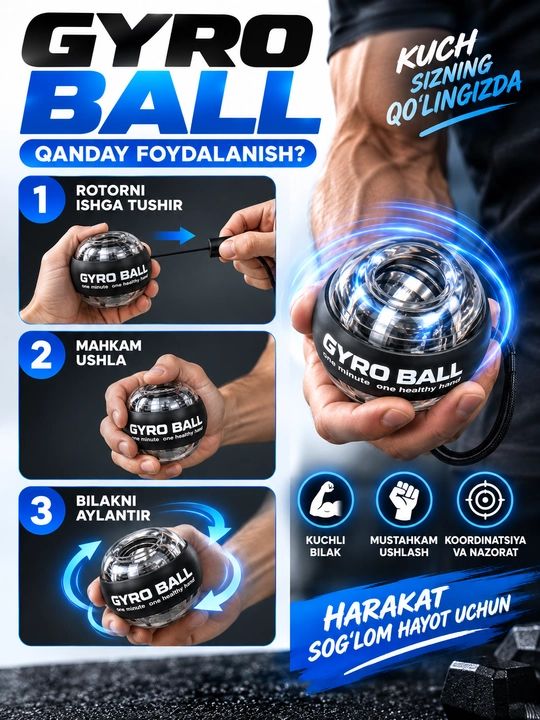 GYRO
BALL
QANDAY FOYDALANISH?
KUCH
SIZNING
QO'LINGIZDA
1
ROTORNI
ISHGA TUSHIR
GYRO BALL
one minute one healthy hand
2
MAHKAM
USHLA
GYRO BALL
one minute one healthy hand
3
BILAKNI
AYLANTIR
GYRO BALL
one minute one healthy hand
GYRO BALL
one minute one healthy hand
KUCHLI
BILAK
MUSTAHKAM
USHLASH
KOORDINATSIYA
VA NAZORAT
HARAKAT
SOG'LOM HAYOT UCHUN